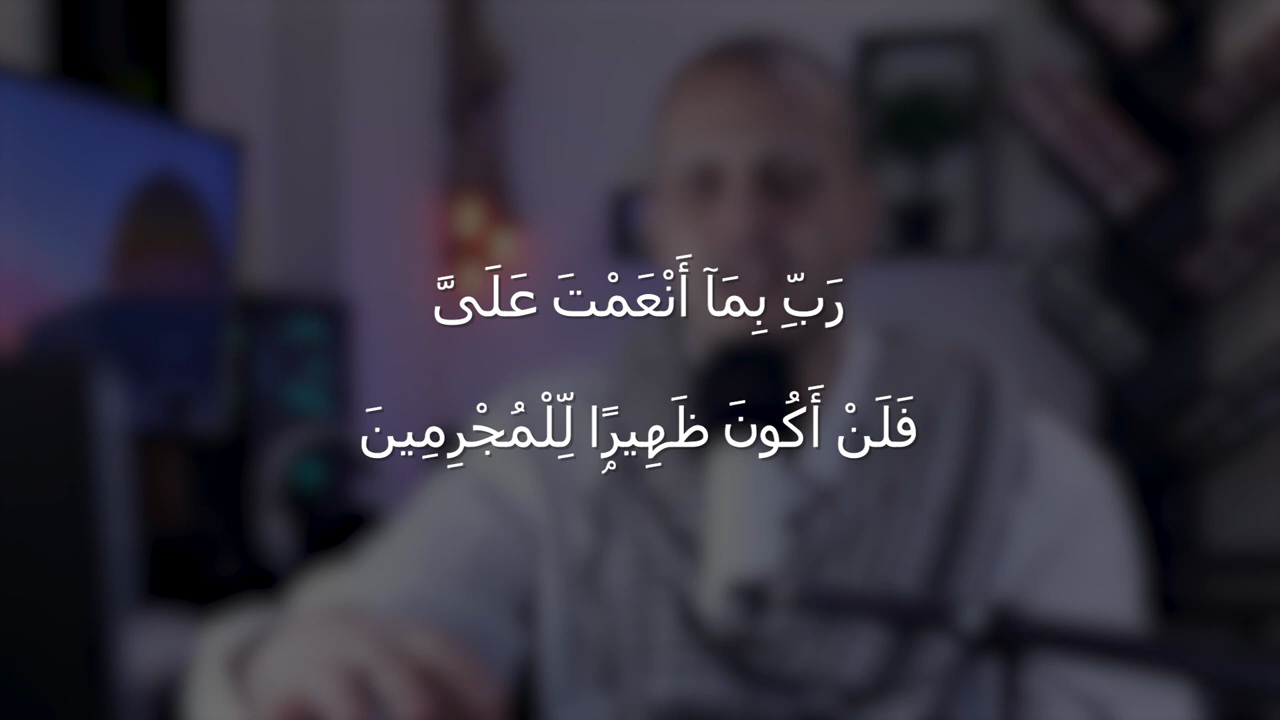 رَبِّ بِمَآ أَنْعَمْتَ عَلَىَّ
فَلَنْ أَكُونَ ظَهِيرًۭا لِّلْمُجْرِمِينَ